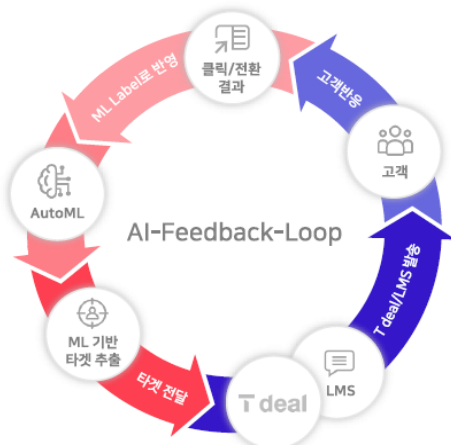 클릭/전환
결과
고객반응
고객
T deal/LMS 발송
LMS
T deal
타겟 전달
ML 기반
타겟 추출
AutoML
ML Label로 반영
AI-Feedback-Loop